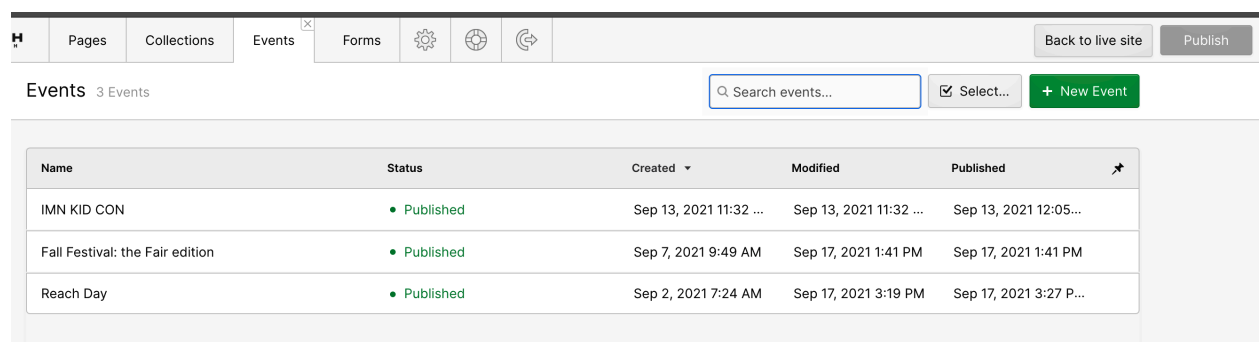 H
Pages Collections Events Forms Back to live site Publish
Events 3 Events Search events... Select... + New Event
Name Status Created Modified Published
IMN KID CON Published Sep 13, 2021 11:32 ... Sep 13, 2021 11:32 ... Sep 13, 2021 12:05...
Fall Festival: the Fair edition Published Sep 7, 2021 9:49 AM Sep 17, 2021 1:41 PM Sep 17, 2021 1:41 PM
Reach Day Published Sep 2, 2021 7:24 AM Sep 17, 2021 3:19 PM Sep 17, 2021 3:27 P...